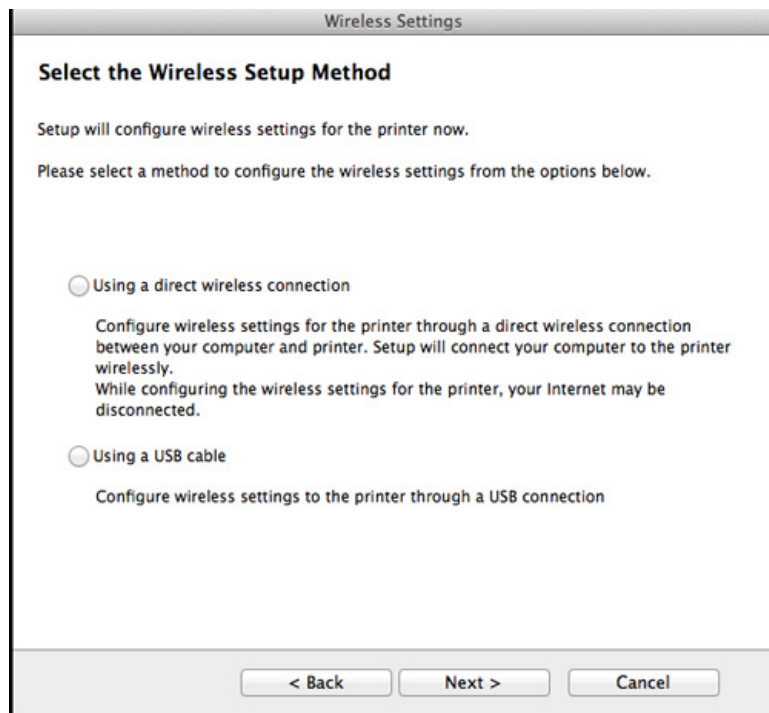 Wireless Settings
Select the Wireless Setup Method
Setup will configure wireless settings for the printer now.
Please select a method to configure the wireless settings from the options below.
Using a direct wireless connection
Configure wireless settings for the printer through a direct wireless connection
between your computer and printer. Setup will connect your computer to the printer
wirelessly.
While configuring the wireless settings for the printer, your Internet may be
disconnected.
Using a USB cable
Configure wireless settings to the printer through a USB connection
< Back
Next >
Cancel